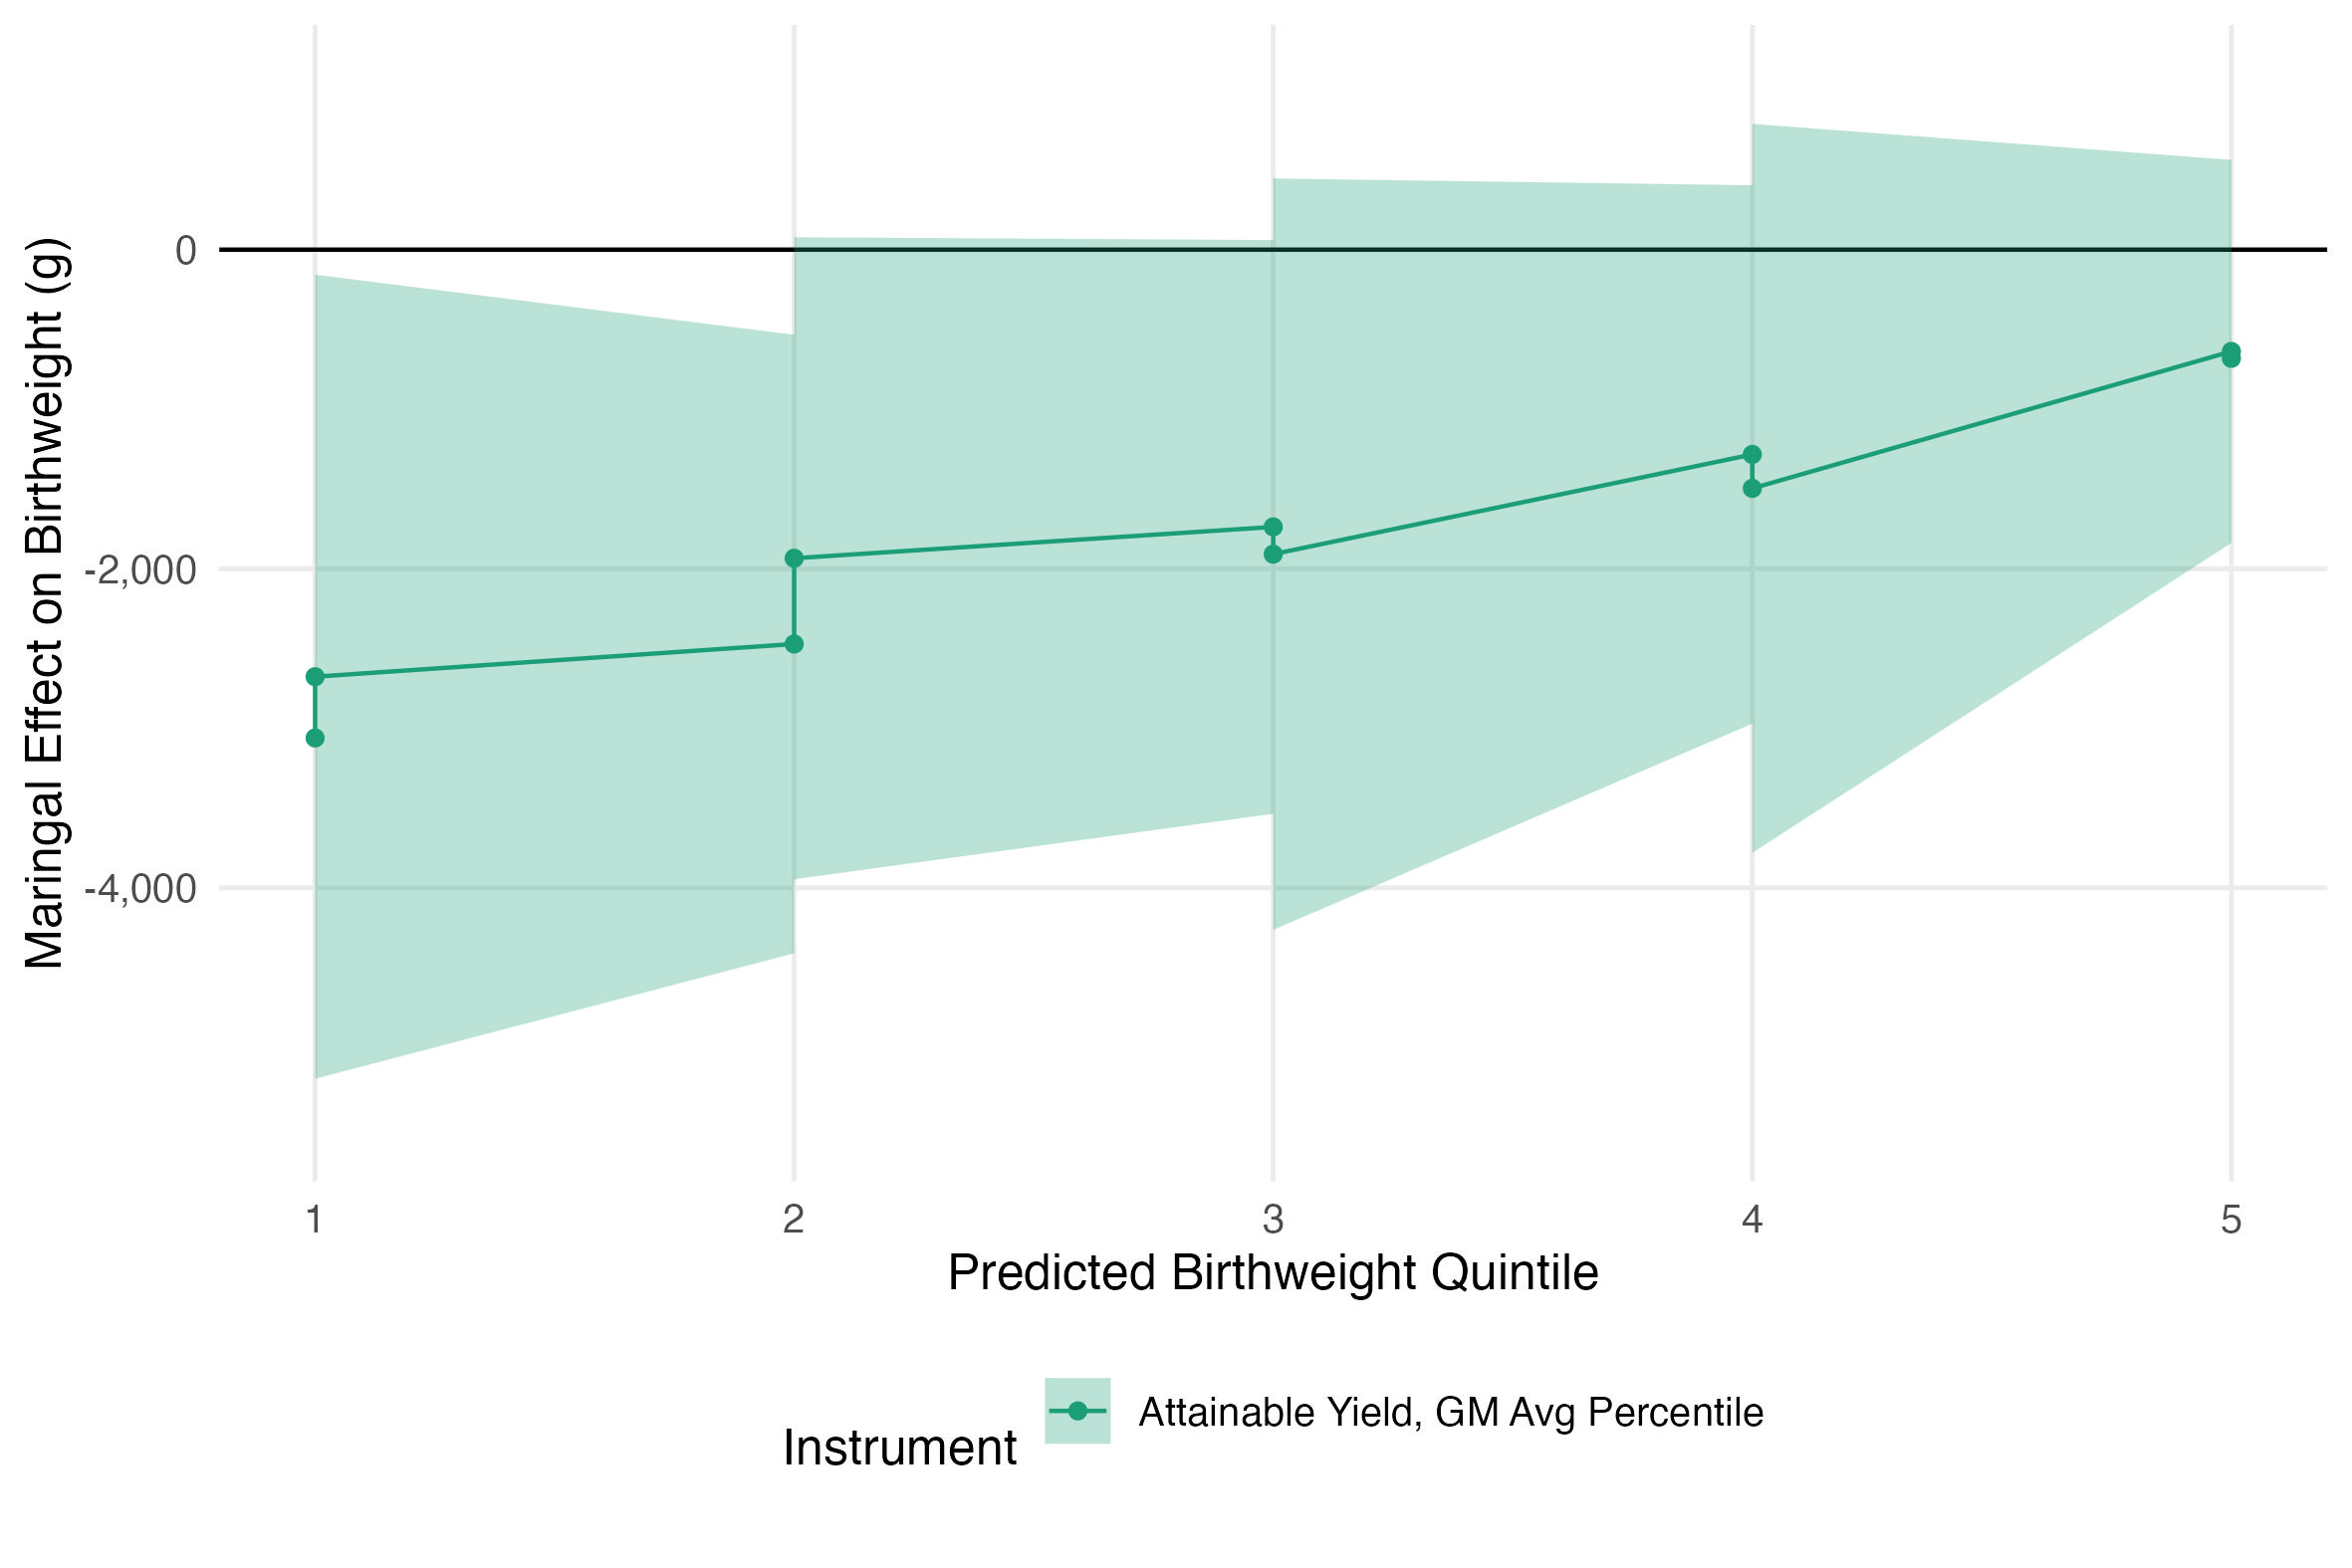 Maringal Effect on Birthweight (g)
0
-2,000
-4,000
1 2 3 4 5
Predicted Birthweight Quintile
Instrument
Attainable Yield, GM Avg Percentile